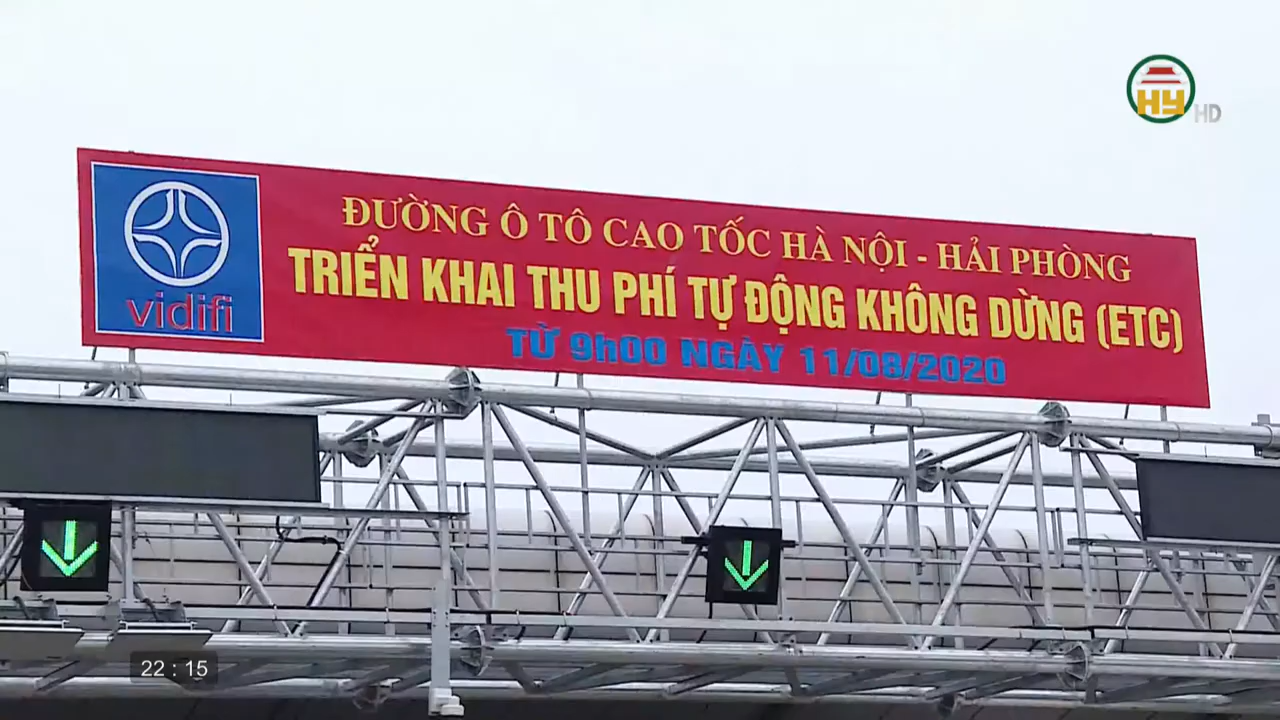 HY HD
vidifi
ĐƯỜNG Ô TÔ CAO TỐC HÀ NỘI - HẢI PHÒNG
TRIỂN KHAI THU PHÍ TỰ ĐỘNG KHÔNG DỪNG (ETC)
TỪ 9h00 NGÀY 11/08/2020
22 : 15